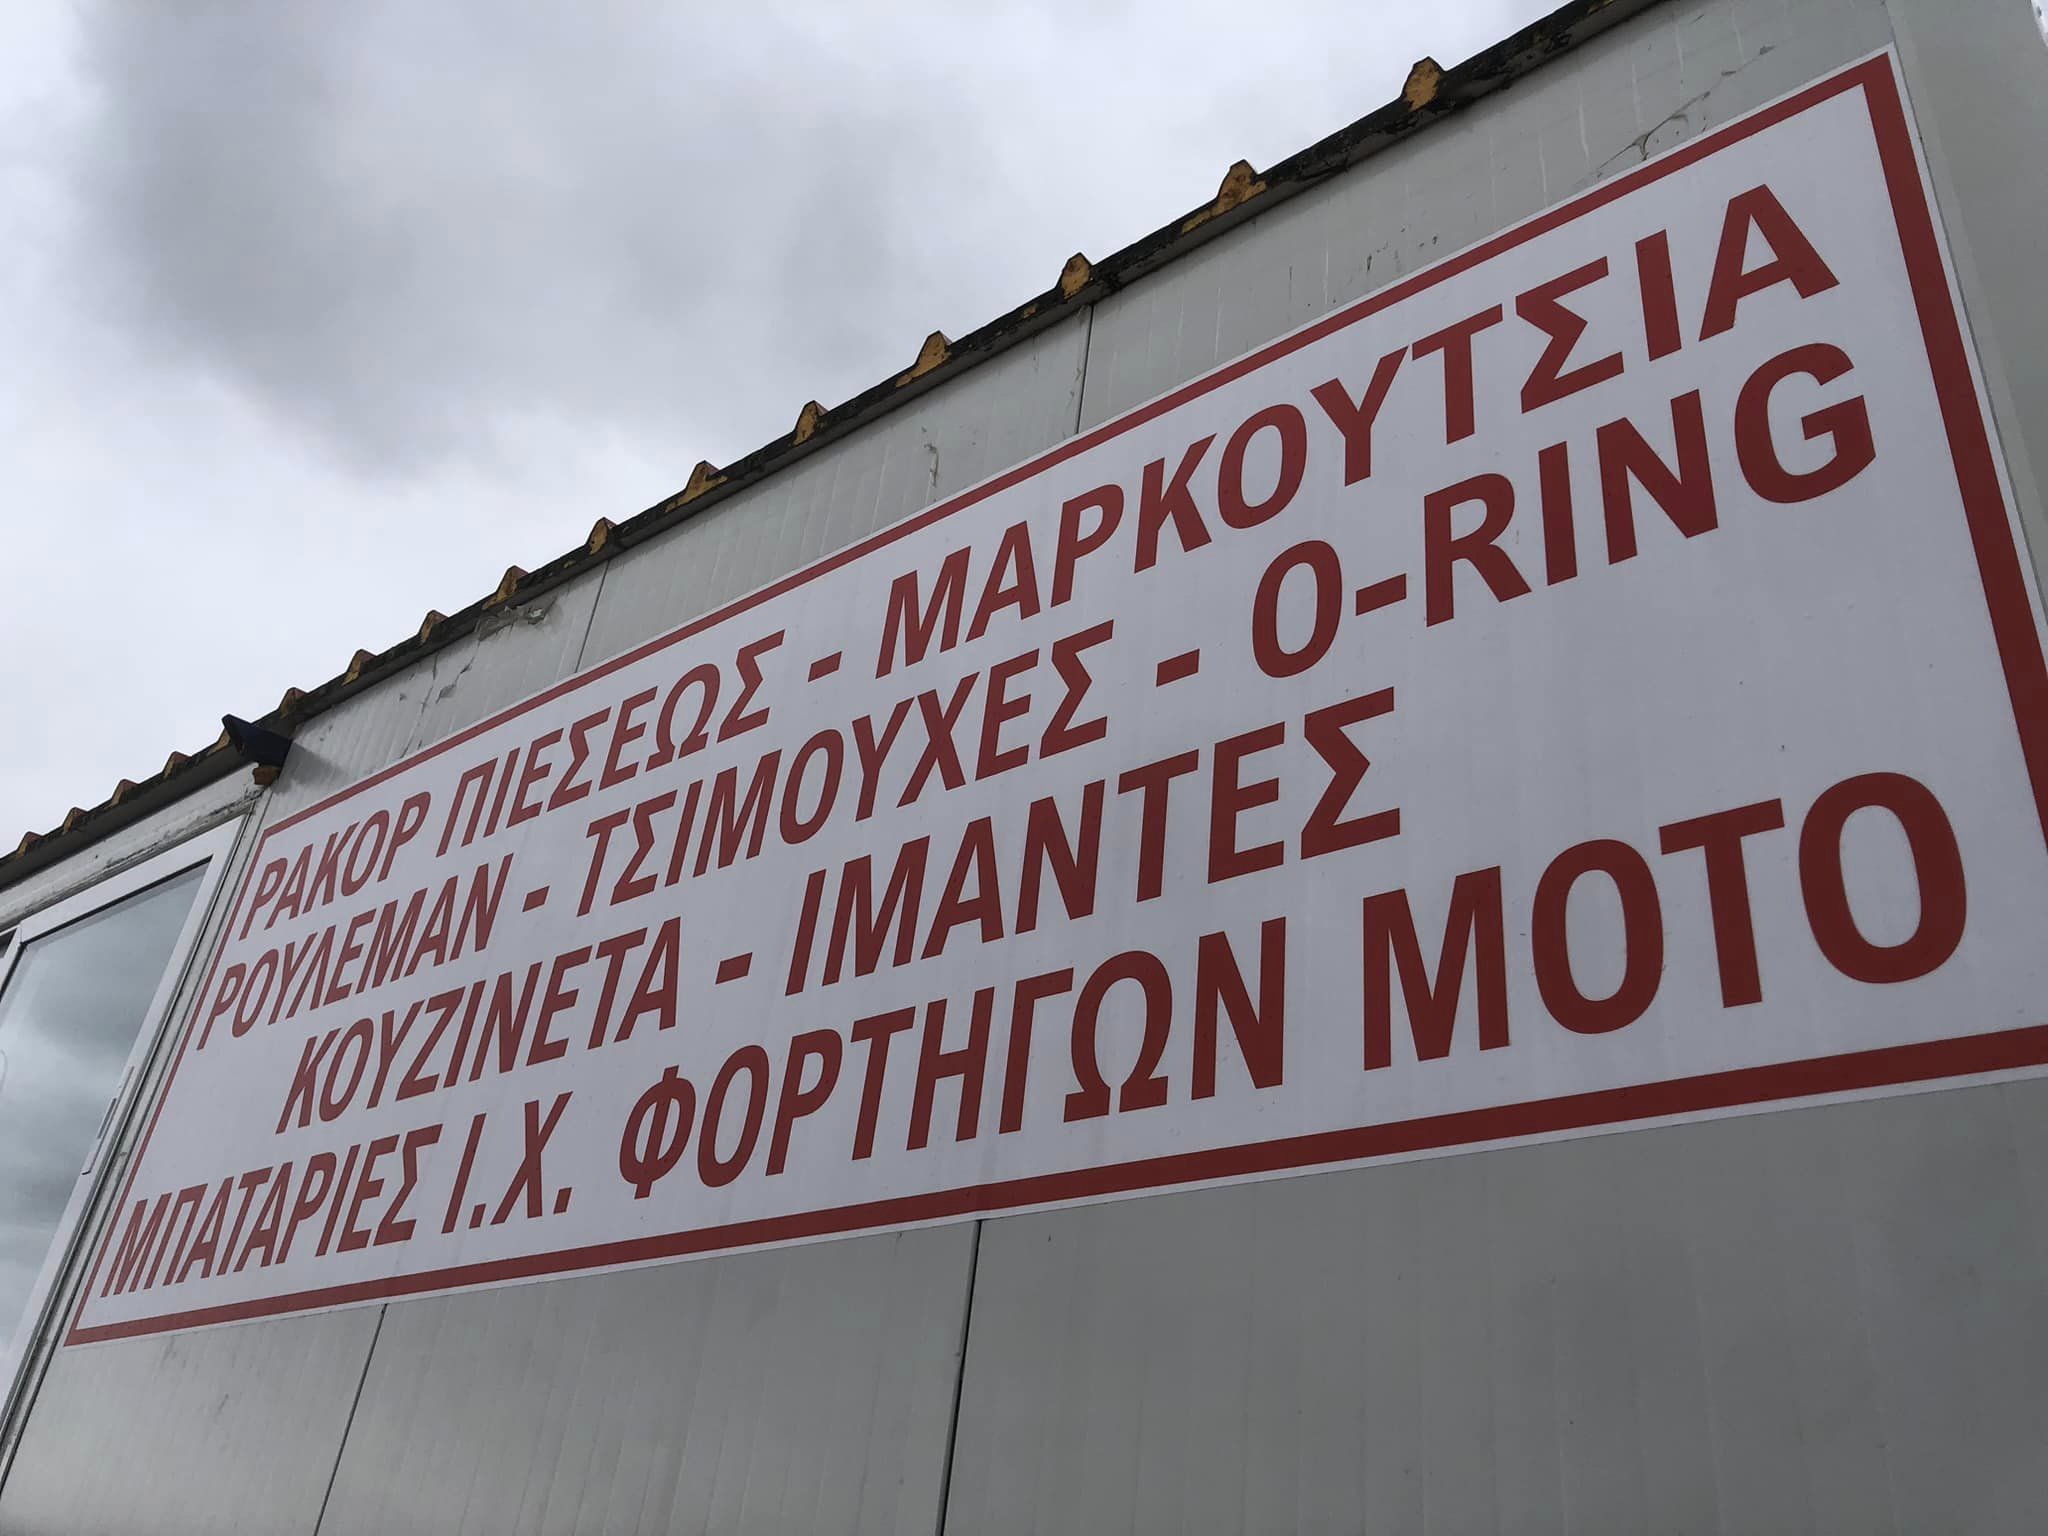 ΡΑΚΟΡ ΠΙΕΣΕΩΣ - ΜΑΡΚΟΥΤΣΙΑ
ΡΟΥΛΕΜΑΝ - ΤΣΙΜΟΥΧΕΣ - O-RING
ΚΟΥΖΙΝΕΤΑ - ΙΜΑΝΤΕΣ
ΜΠΑΤΑΡΙΕΣ Ι.Χ. ΦΟΡΤΗΓΩΝ ΜΟΤΟ